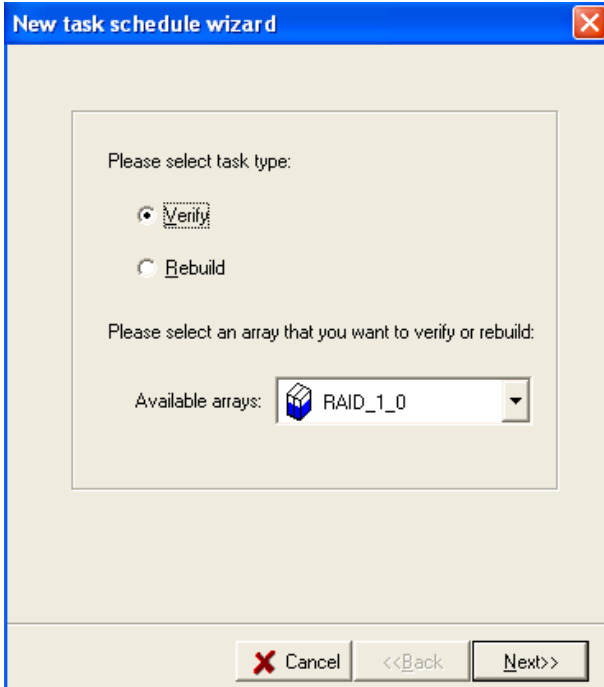 New task schedule wizard
Please select task type:
Verify
Rebuild
Please select an array that you want to verify or rebuild:
Available arrays: RAID_1_0
Cancel <<Back Next>>